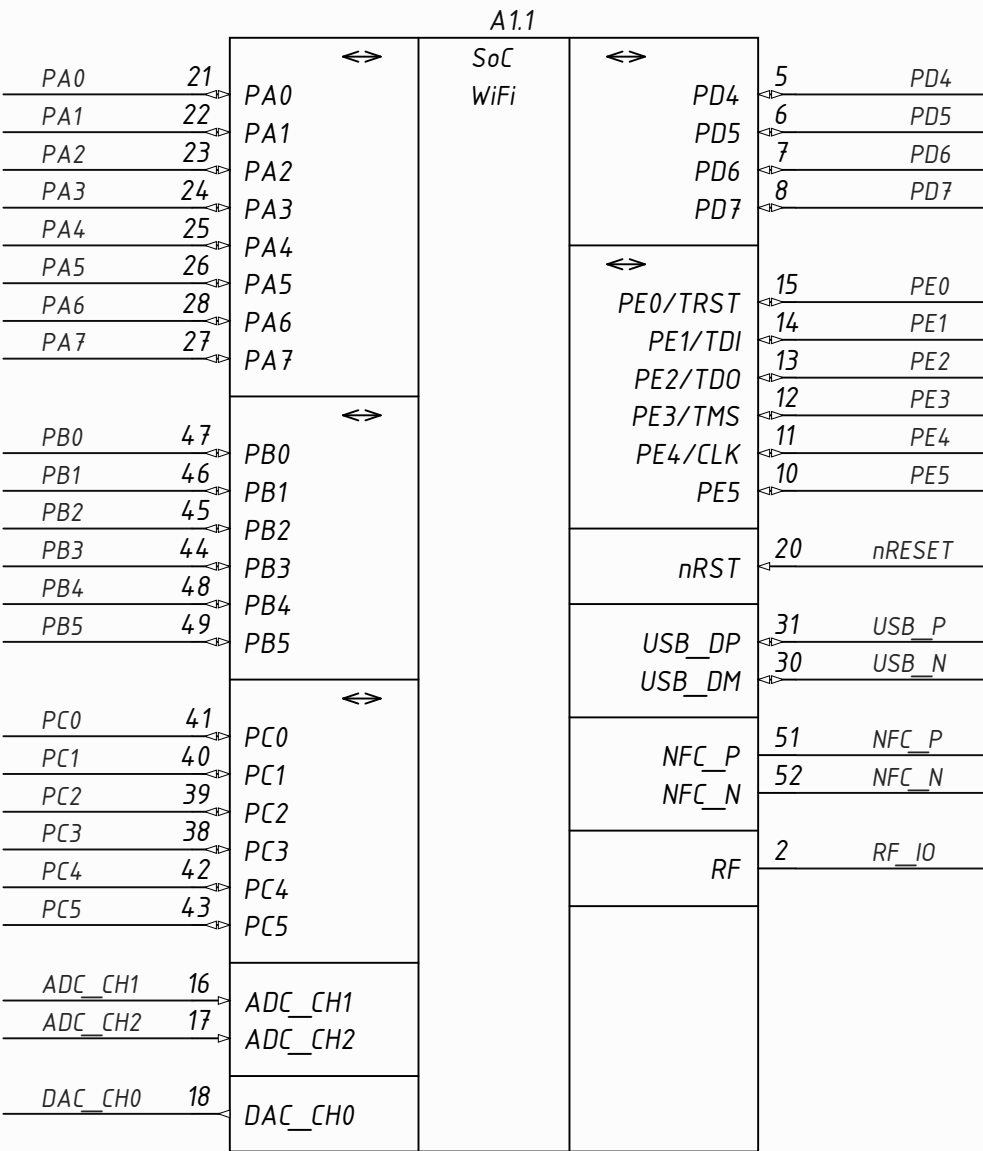 A1.1
SoC
WiFi
PA0 21 PA0
PA1 22 PA1
PA2 23 PA2
PA3 24 PA3
PA4 25 PA4
PA5 26 PA5
PA6 28 PA6
PA7 27 PA7
PB0 47 PB0
PB1 46 PB1
PB2 45 PB2
PB3 44 PB3
PB4 48 PB4
PB5 49 PB5
PC0 41 PC0
PC1 40 PC1
PC2 39 PC2
PC3 38 PC3
PC4 42 PC4
PC5 43 PC5
ADC_CH1 16 ADC_CH1
ADC_CH2 17 ADC_CH2
DAC_CH0 18 DAC_CH0
PD4 5 PD4
PD5 6 PD5
PD6 7 PD6
PD7 8 PD7
PE0/TRST 15 PE0
PE1/TDI 14 PE1
PE2/TDO 13 PE2
PE3/TMS 12 PE3
PE4/CLK 11 PE4
PE5 10 PE5
nRST 20 nRESET
USB_DP 31 USB_P
USB_DM 30 USB_N
NFC_P 51 NFC_P
NFC_N 52 NFC_N
RF 2 RF_IO